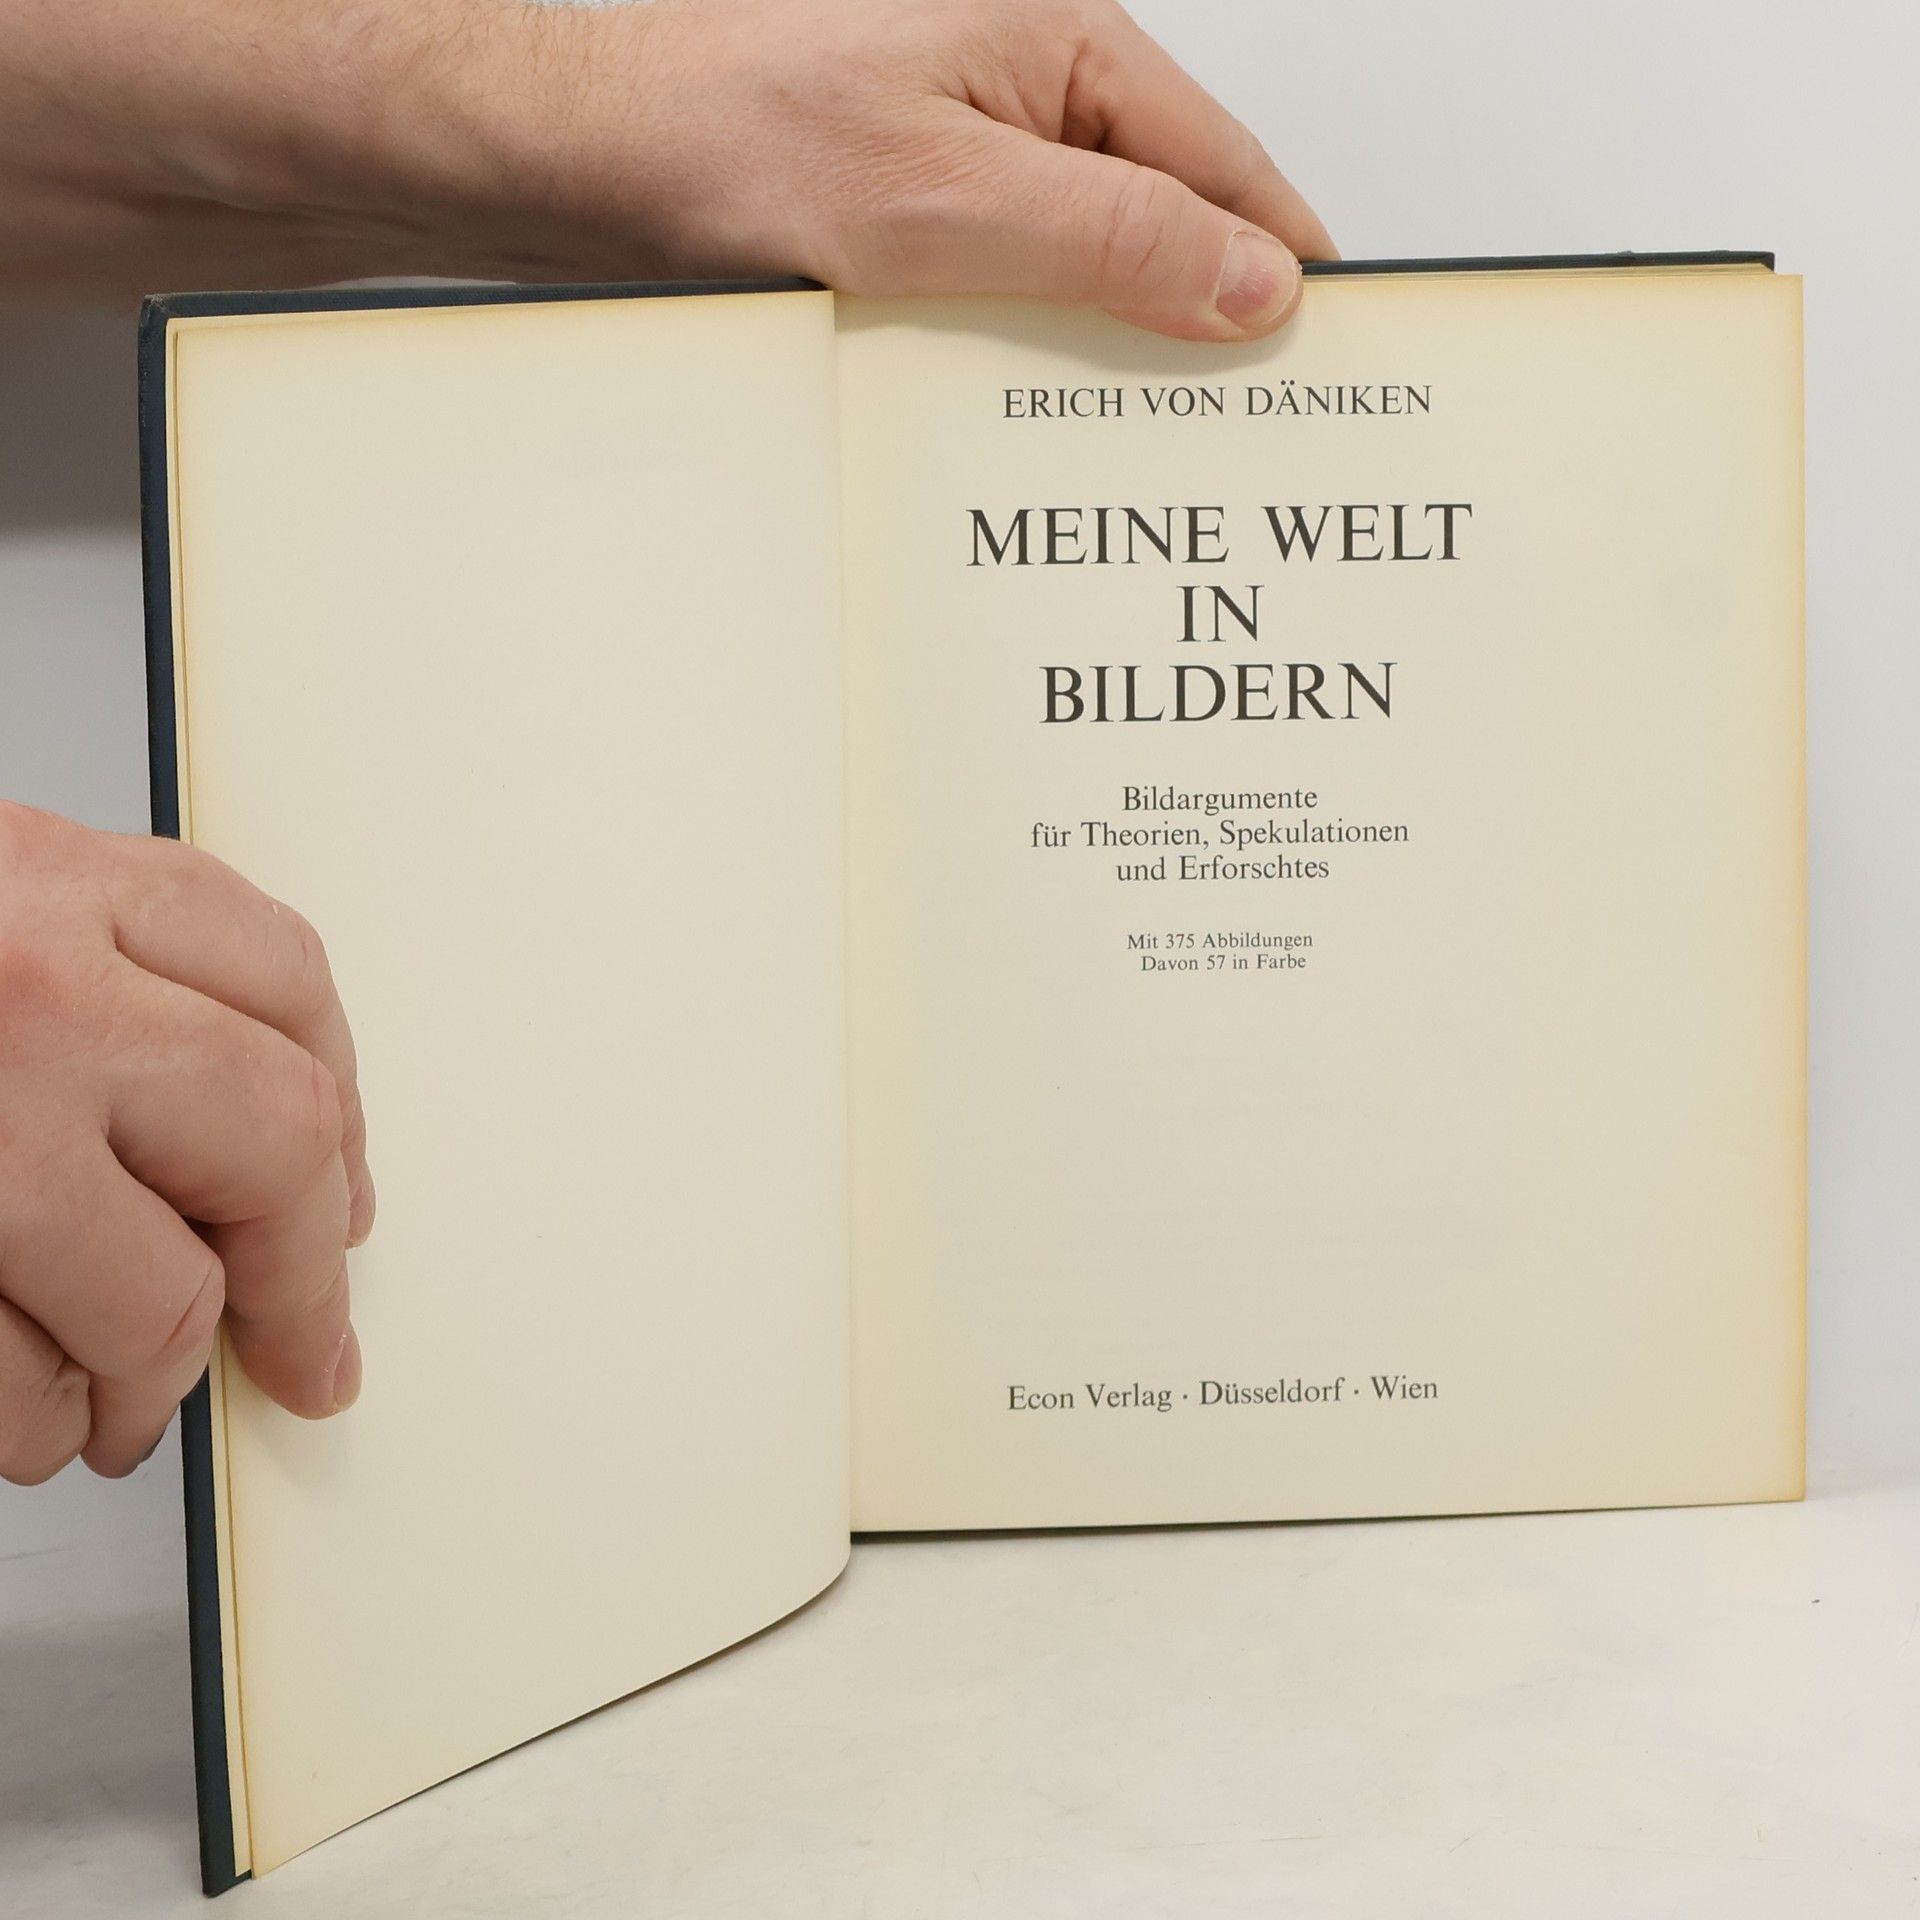 ERICH VON DÄNIKEN
MEINE WELT
IN
BILDERN
Bildargumente
für Theorien, Spekulationen
und Erforschtes
Mit 375 Abbildungen
Davon 57 in Farbe
Econ Verlag · Düsseldorf · Wien